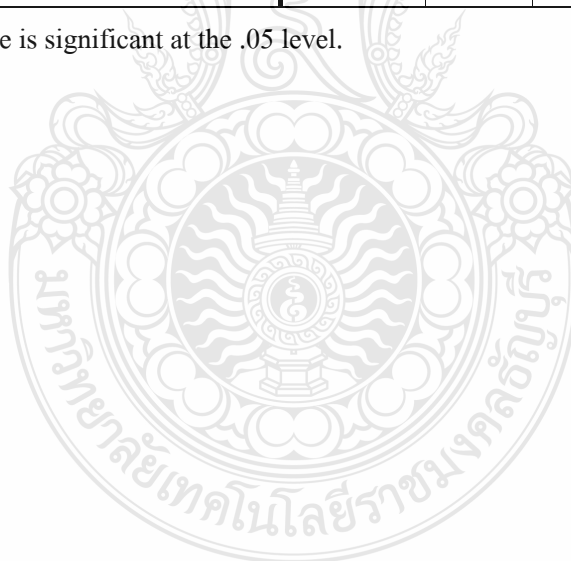 e is significant at the .05 level.
มหาวิทยาลัยเทคโนโลยีราชมงคลธัญบุรี